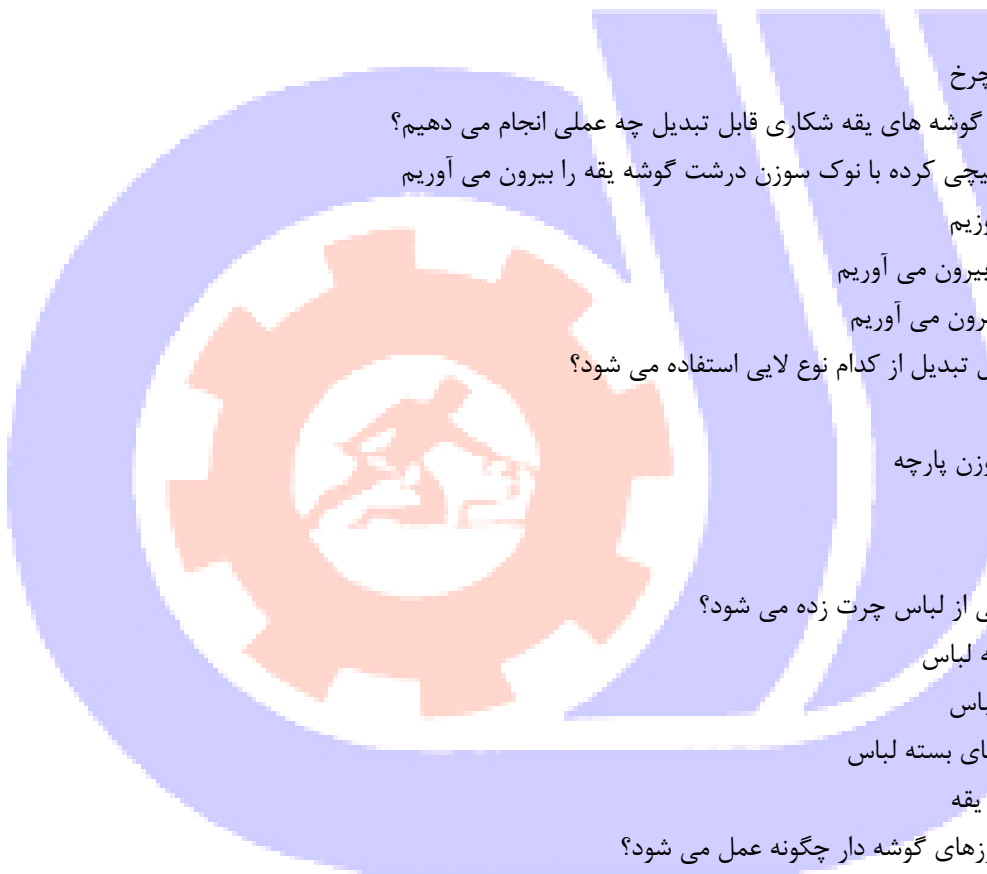 چرخ
گوشه های یقه شکاری قابل تبدیل چه عملی انجام می دهیم؟
یچی کرده با نوک سوزن درشت گوشه یقه را بیرون می آوریم
وزیم
بیرون می آوریم
رون می آوریم
ل تبدیل از کدام نوع لایی استفاده می شود؟
وزن پارچه
ی از لباس چرت زده می شود؟
ه لباس
باس
ای بسته لباس
یقه
وزهای گوشه دار چگونه عمل می شود؟